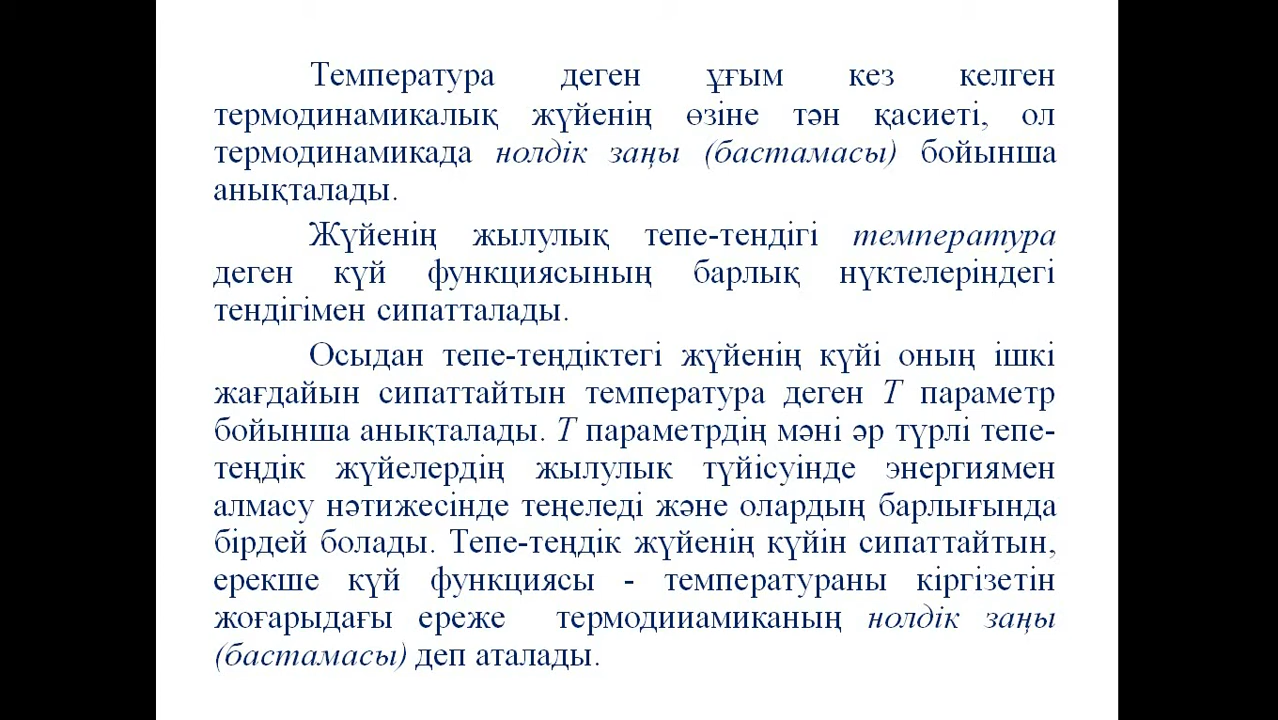 Температура деген ұғым кез келген
термодинамикалық жүйенің өзіне тән қасиеті, ол
термодинамикада нолдік заңы (бастамасы) бойынша
анықталады.
Жүйенің жылулық тепе-тендігі температура
деген күй функциясының барлық нүктелеріндегі
тендігімен сипатталады.
Осыдан тепе-теңдіктегі жүйенің күйі оның ішкі
жағдайын сипаттайтын температура деген Т параметр
бойынша анықталады. Т параметрдің мәні әр түрлі тепе-
теңдік жүйелердің жылулык түйісуінде энергиямен
алмасу нәтижесінде теңеледі және олардың барлығында
бірдей болады. Тепе-теңдік жүйенің күйін сипаттайтын,
ерекше күй функциясы - температураны кіргізетін
жоғарыдағы ереже термодииамиканың нолдік заңы
(бастамасы) деп аталады.